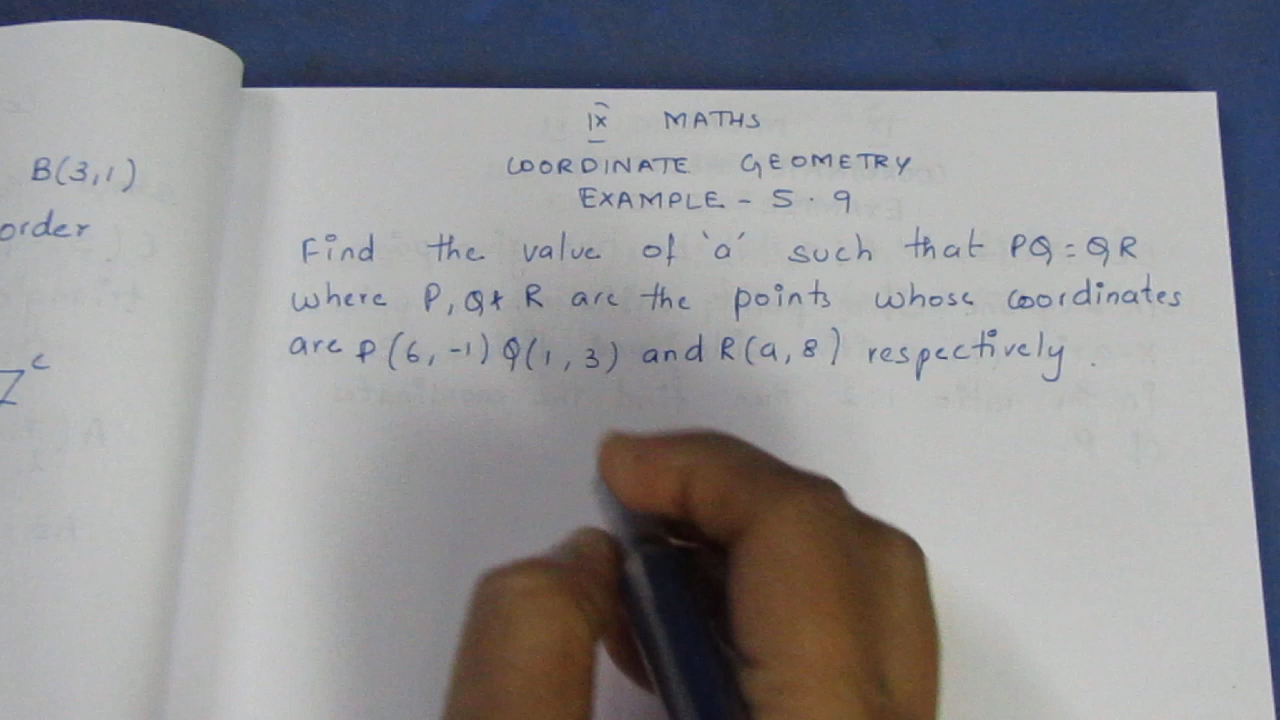 B(3,1)
order
c
IX MATHS
COORDINATE GEOMETRY
EXAMPLE - 5.9
Find the value of 'a' such that PQ = QR
where P, Q & R are the points whose coordinates
are P(6, -1) Q(1, 3) and R(a, 8) respectively.